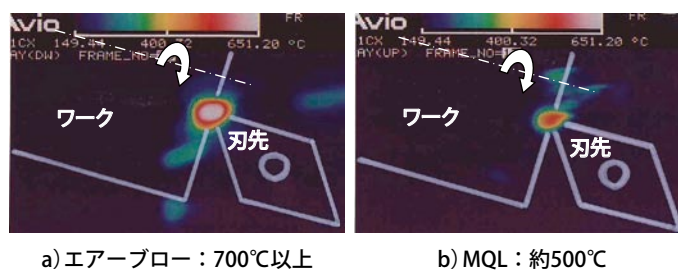 Avio
FR
1CX 149.44 400.32 651.20 °C
AY(DW) FRAME_NO=
ワーク
刃先
a)エアーブロー：700℃以上
Avio
FR
1CX 149.44 400.32 651.20 °C
AY(UP) FRAME_NO=
ワーク
刃先
b)MQL：約500℃